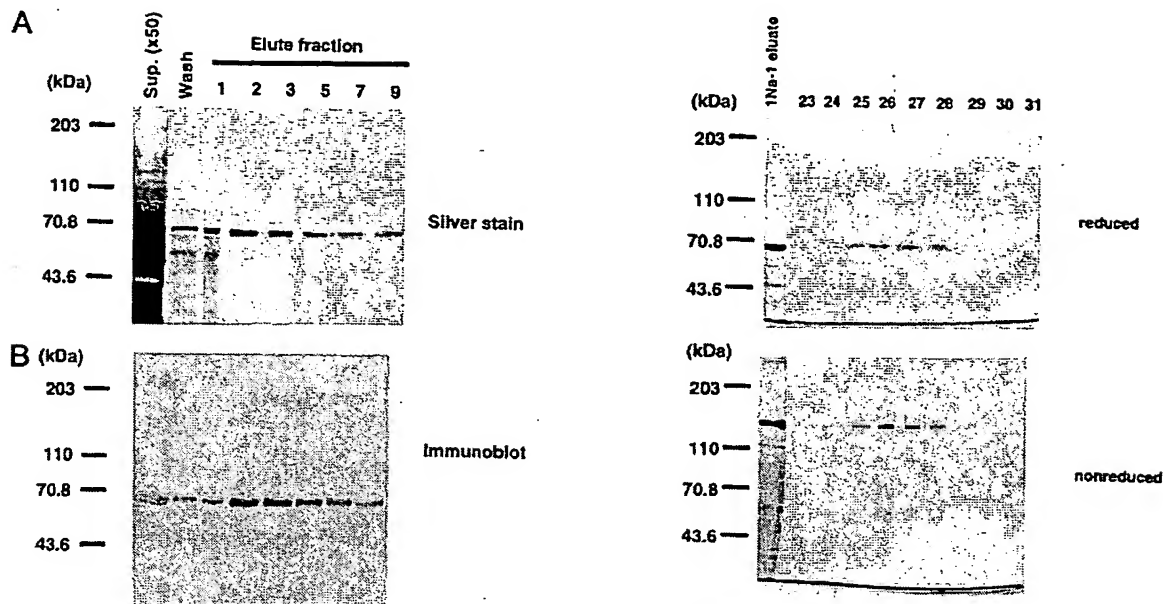 A
Sup. (x50)
Wash
Elute fraction
(kDa)
1 2 3 5 7 9
203
110
70.8
43.6
Silver stain
B (kDa)
203
110
70.8
43.6
Immunoblot
1Na-1 eluate
(kDa) 23 24 25 26 27 28 29 30 31
203
110
70.8
43.6
reduced
(kDa)
203
110
70.8
43.6
nonreduced